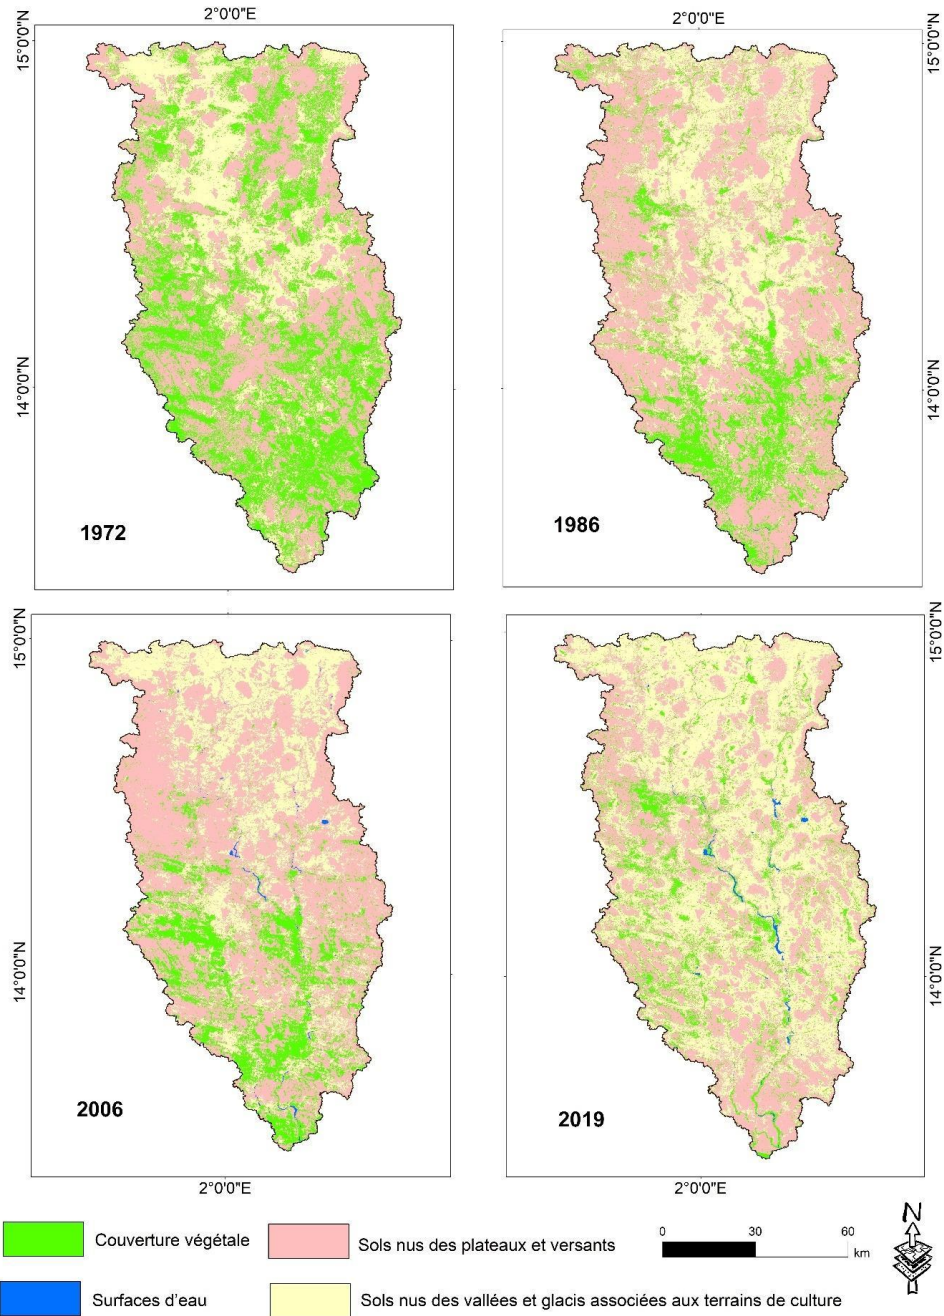 2°0'0"E
2°0'0"E
15°0'0"N
15°0'0"N
14°0'0"N
14°0'0"N
1972
1986
15°0'0"N
15°0'0"N
14°0'0"N
14°0'0"N
2006
2019
2°0'0"E
2°0'0"E
Couverture végétale
Sols nus des plateaux et versants
0 30 60
km
N
Surfaces d'eau
Sols nus des vallées et glacis associées aux terrains de culture